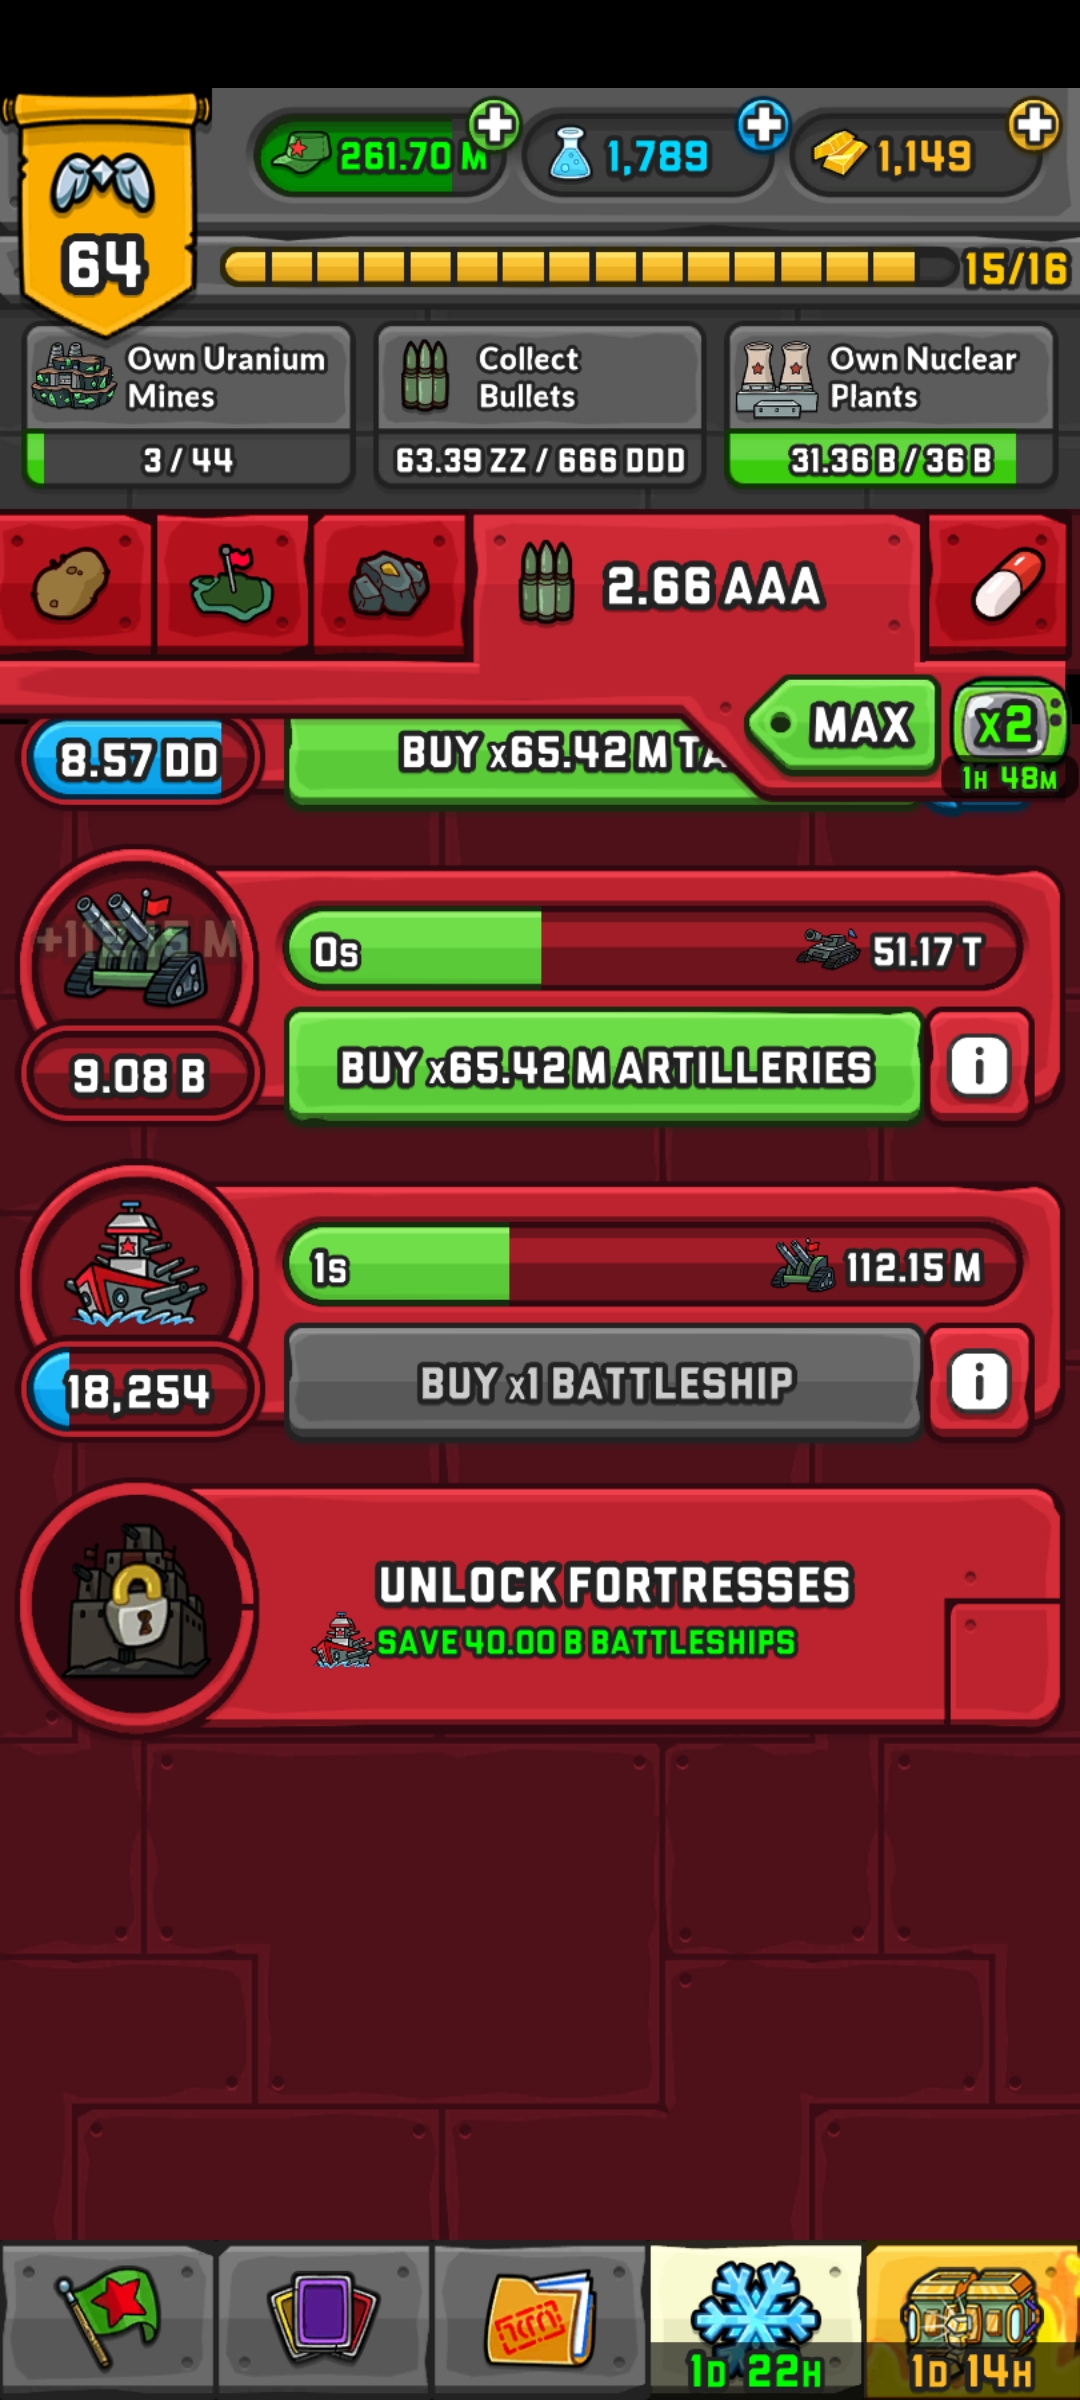 64
261.70 M
1,789
1,149
15/16
Own Uranium
Mines
3 / 44
Collect
Bullets
63.39 ZZ / 666 DDD
Own Nuclear
Plants
31.36 B / 36 B
2.66 AAA
MAX
x2
1H 48M
8.57 DD
BUY x65.42 M TA
+112.15 M
0s
51.17 T
9.08 B
BUY x65.42 M ARTILLERIES
i
1s
112.15 M
18,254
BUY x1 BATTLESHIP
i
UNLOCK FORTRESSES
SAVE 40.00 B BATTLESHIPS
1D 22H
1D 14H